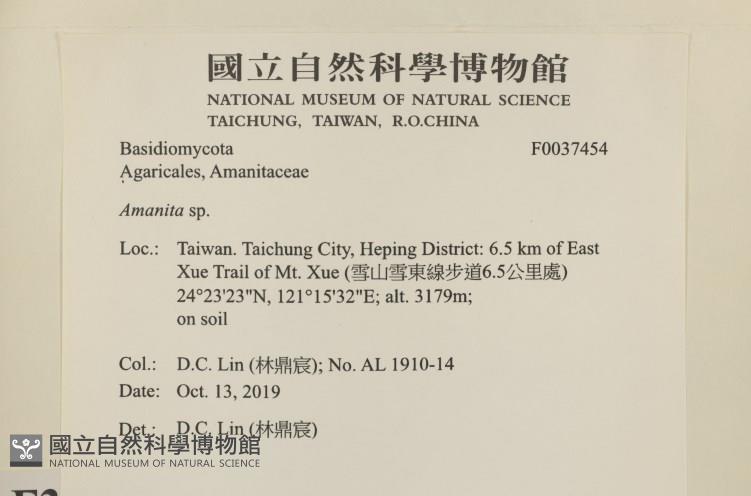 國立自然科學博物館
NATIONAL MUSEUM OF NATURAL SCIENCE
TAICHUNG, TAIWAN, R.O.CHINA
Basidiomycota F0037454
Agaricales, Amanitaceae
Amanita sp.
Loc.: Taiwan. Taichung City, Heping District: 6.5 km of East
Xue Trail of Mt. Xue (雪山雪東線步道6.5公里處)
24°23'23"N, 121°15'32"E; alt. 3179m;
on soil
Col.: D.C. Lin (林鼎宸); No. AL 1910-14
Date: Oct. 13, 2019
Det.: D.C. Lin (林鼎宸)
國立自然科學博物館
NATIONAL MUSEUM OF NATURAL SCIENCE